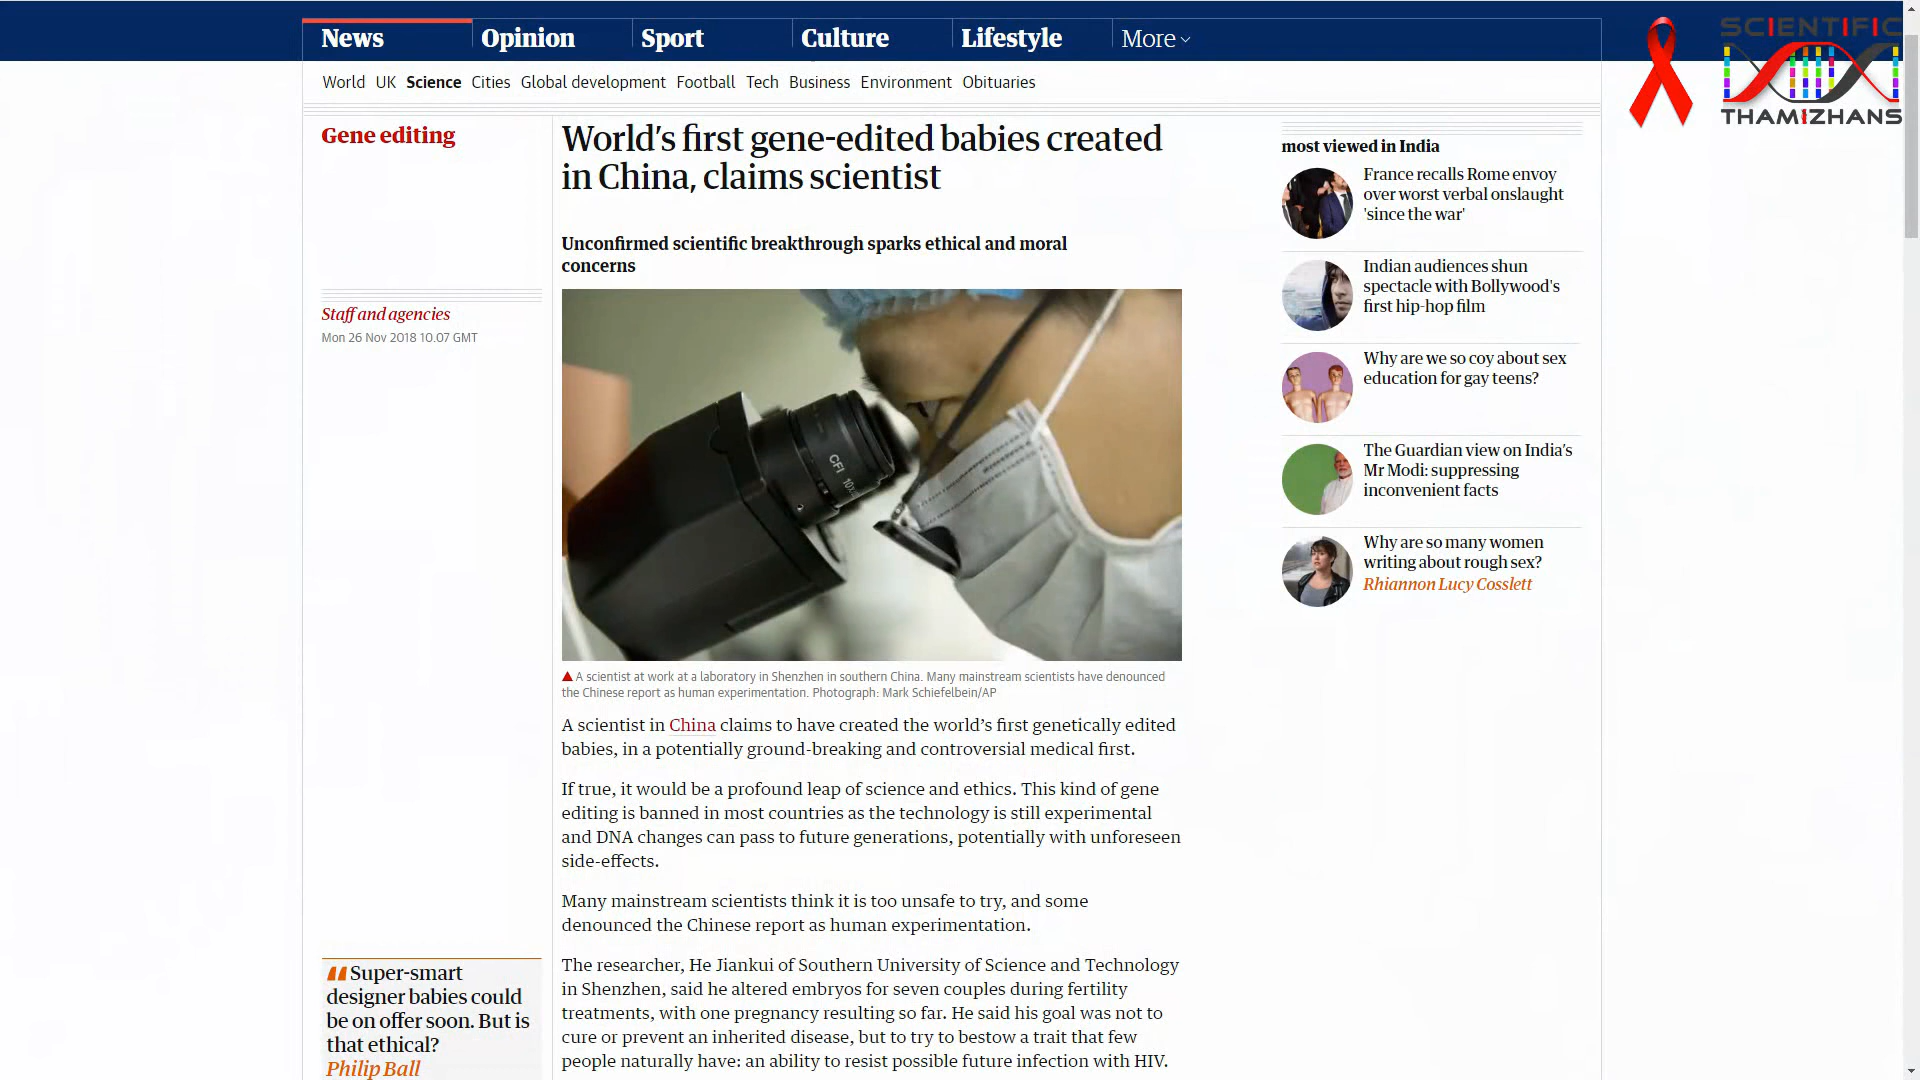 News
Opinion
Sport
Culture
Lifestyle
More
World UK Science Cities Global development Football Tech Business Environment Obituaries
SCIENTIFIC
THAMIZHANS
Gene editing
World’s first gene-edited babies created
in China, claims scientist
Unconfirmed scientific breakthrough sparks ethical and moral
concerns
Staff and agencies
Mon 26 Nov 2018 10.07 GMT
CFI
10x
A scientist at work at a laboratory in Shenzhen in southern China. Many mainstream scientists have denounced
the Chinese report as human experimentation. Photograph: Mark Schiefelbein/AP
A scientist in China claims to have created the world’s first genetically edited
babies, in a potentially ground-breaking and controversial medical first.
If true, it would be a profound leap of science and ethics. This kind of gene
editing is banned in most countries as the technology is still experimental
and DNA changes can pass to future generations, potentially with unforeseen
side-effects.
Many mainstream scientists think it is too unsafe to try, and some
denounced the Chinese report as human experimentation.
The researcher, He Jiankui of Southern University of Science and Technology
in Shenzhen, said he altered embryos for seven couples during fertility
treatments, with one pregnancy resulting so far. He said his goal was not to
cure or prevent an inherited disease, but to try to bestow a trait that few
people naturally have: an ability to resist possible future infection with HIV.
Super-smart
designer babies could
be on offer soon. But is
that ethical?
Philip Ball
most viewed in India
France recalls Rome envoy
over worst verbal onslaught
'since the war'
Indian audiences shun
spectacle with Bollywood's
first hip-hop film
Why are we so coy about sex
education for gay teens?
The Guardian view on India’s
Mr Modi: suppressing
inconvenient facts
Why are so many women
writing about rough sex?
Rhiannon Lucy Cosslett